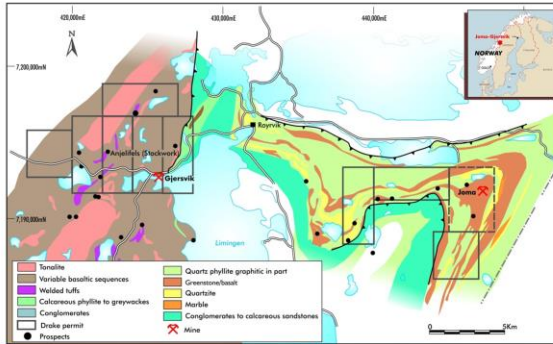 420,000mE
430,000mE
440,000mE
N
Joma-Gjersvik
NORWAY
7,200,000mN
Røyrvik
Anjelifels (Stockwork)
Gjersvik
Joma
7,190,000mN
Limingen
Tonalite
Variable basaltic sequences
Welded tuffs
Calcareous phyllite to greywackes
Conglomerates
Drake permit
Prospects
Quartz phyllite graphitic in part
Greenstone/basalt
Quartzite
Marble
Conglomerates to calcareous sandstones
Mine
0
5Km